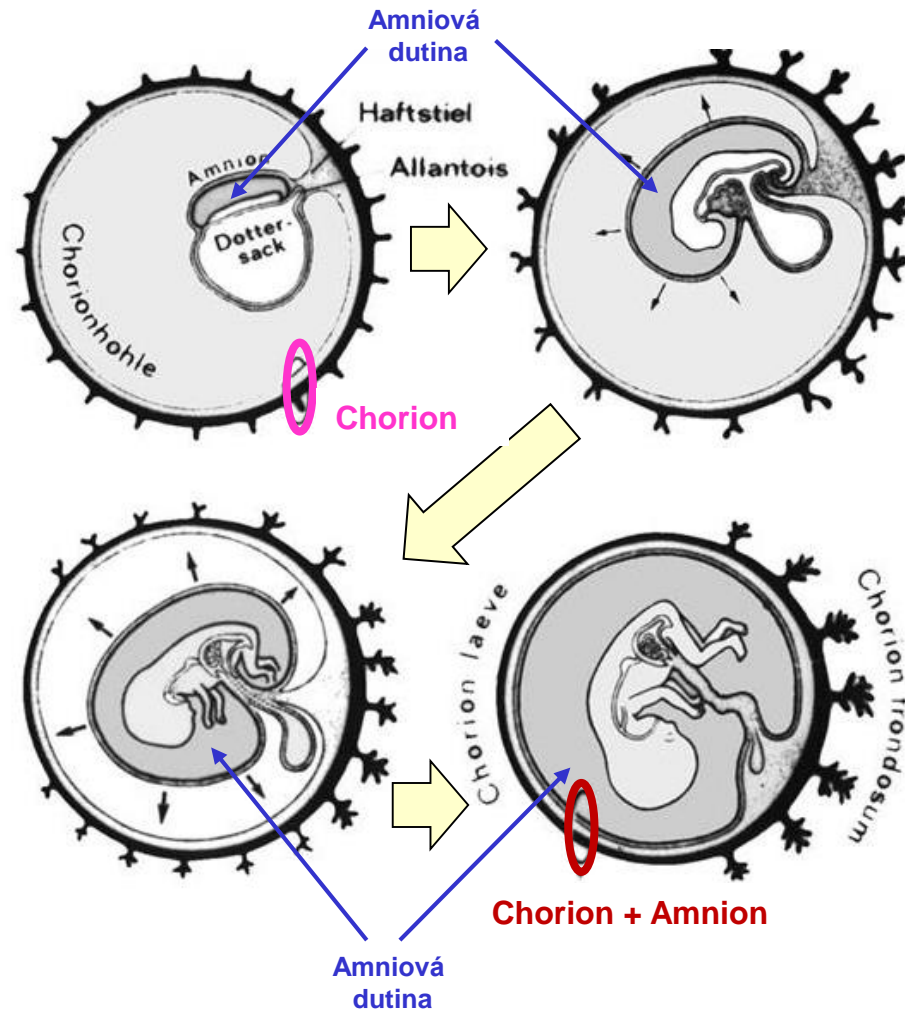 Amniová
dutina
Haftstiel
Amnion
Allantois
Dotter-
sack
Chorionhohle
Chorion
Chorion laeve
Chorion frondosum
Chorion + Amnion
Amniová
dutina